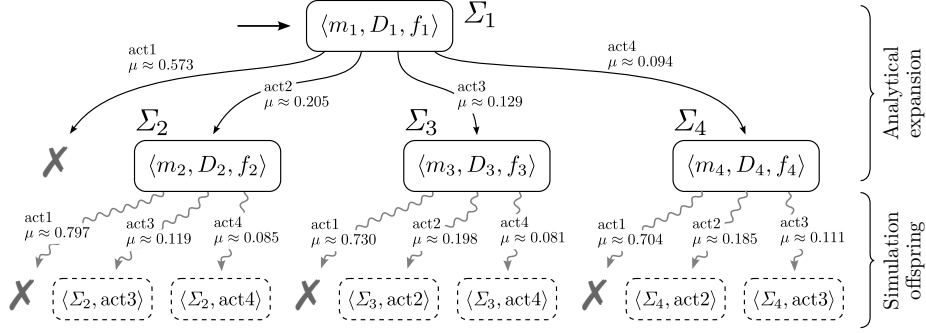 ⟨m₁, D₁, f₁⟩ Σ₁
act1
μ ≈ 0.573
act2
μ ≈ 0.205
act3
μ ≈ 0.129
act4
μ ≈ 0.094
Analytical
expansion
Σ₂
⟨m₂, D₂, f₂⟩
Σ₃
⟨m₃, D₃, f₃⟩
Σ₄
⟨m₄, D₄, f₄⟩
act1
μ ≈ 0.797
act3
μ ≈ 0.119
act4
μ ≈ 0.085
act1
μ ≈ 0.730
act2
μ ≈ 0.198
act4
μ ≈ 0.081
act1
μ ≈ 0.704
act2
μ ≈ 0.185
act3
μ ≈ 0.111
Simulation
offspring
⟨Σ₂, act3⟩
⟨Σ₂, act4⟩
⟨Σ₃, act2⟩
⟨Σ₃, act4⟩
⟨Σ₄, act2⟩
⟨Σ₄, act3⟩